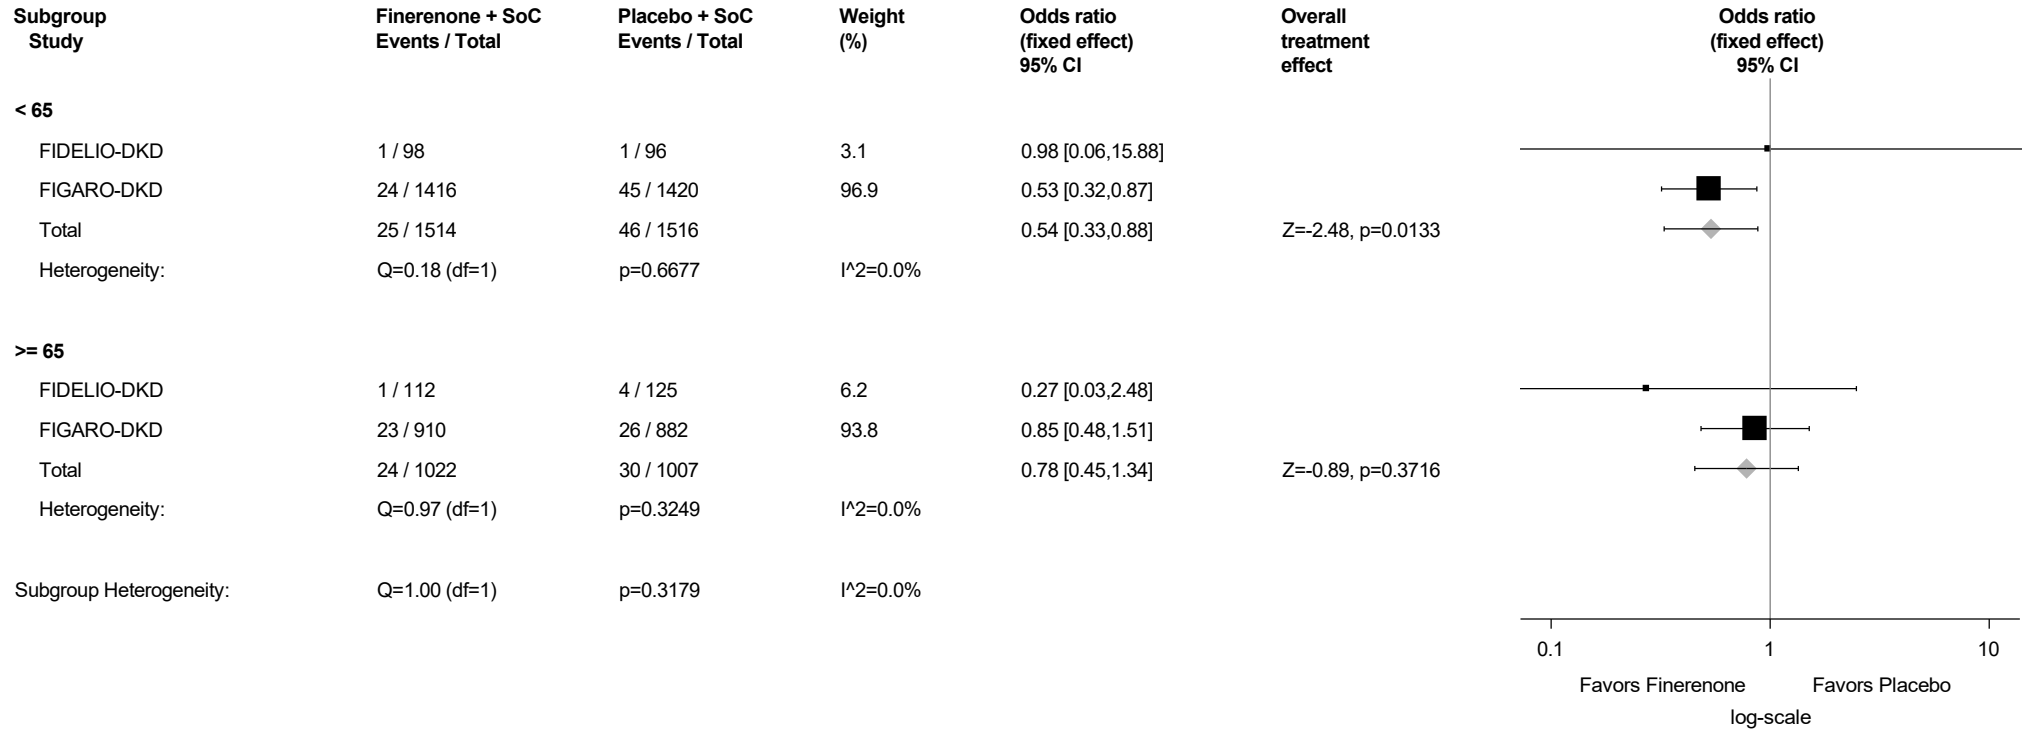 Subgroup Finerenone + SoC Placebo + SoC Weight Odds ratio Overall Odds ratio
Study Events / Total Events / Total (%) (fixed effect) treatment (fixed effect)
95% CI effect 95% CI
< 65
FIDELIO-DKD 1 / 98 1 / 96 3.1 0.98 [0.06,15.88]
FIGARO-DKD 24 / 1416 45 / 1420 96.9 0.53 [0.32,0.87]
Total 25 / 1514 46 / 1516 0.54 [0.33,0.88] Z=-2.48, p=0.0133
Heterogeneity: Q=0.18 (df=1) p=0.6677 I^2=0.0%
>= 65
FIDELIO-DKD 1 / 112 4 / 125 6.2 0.27 [0.03,2.48]
FIGARO-DKD 23 / 910 26 / 882 93.8 0.85 [0.48,1.51]
Total 24 / 1022 30 / 1007 0.78 [0.45,1.34] Z=-0.89, p=0.3716
Heterogeneity: Q=0.97 (df=1) p=0.3249 I^2=0.0%
Subgroup Heterogeneity: Q=1.00 (df=1) p=0.3179 I^2=0.0%
0.1 1 10
Favors Finerenone Favors Placebo
log-scale